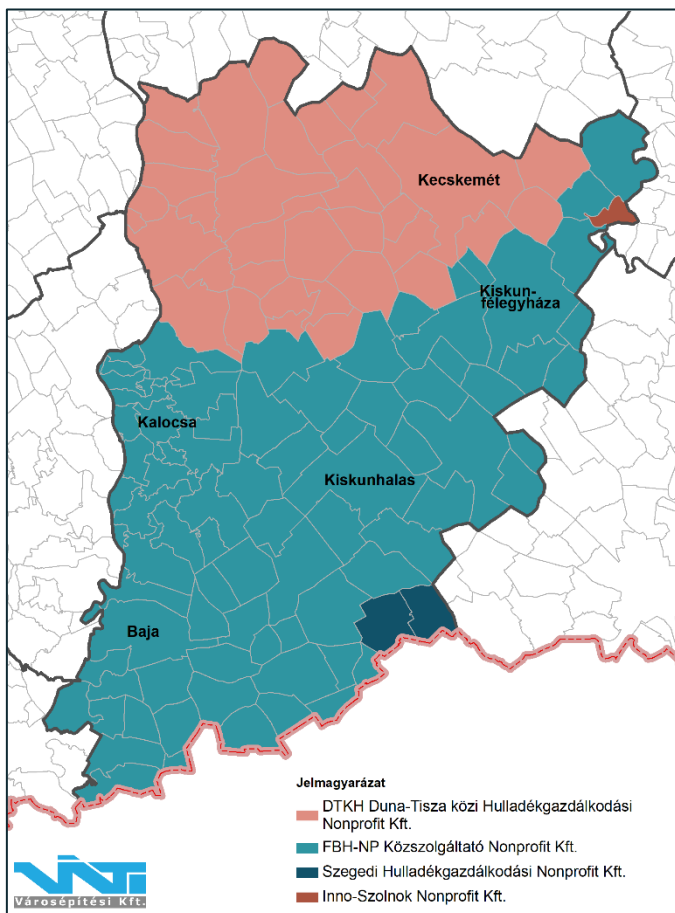 Kecskemét
Kiskun-
félegyháza
Kalocsa
Kiskunhalas
Baja
Jelmagyarázat
DTKH Duna-Tisza közi Hulladékgazdálkodási
Nonprofit Kft.
FBH-NP Közszolgáltató Nonprofit Kft.
Szegedi Hulladékgazdálkodási Nonprofit Kft.
Inno-Szolnok Nonprofit Kft.
VÁTI
Városépítési Kft.